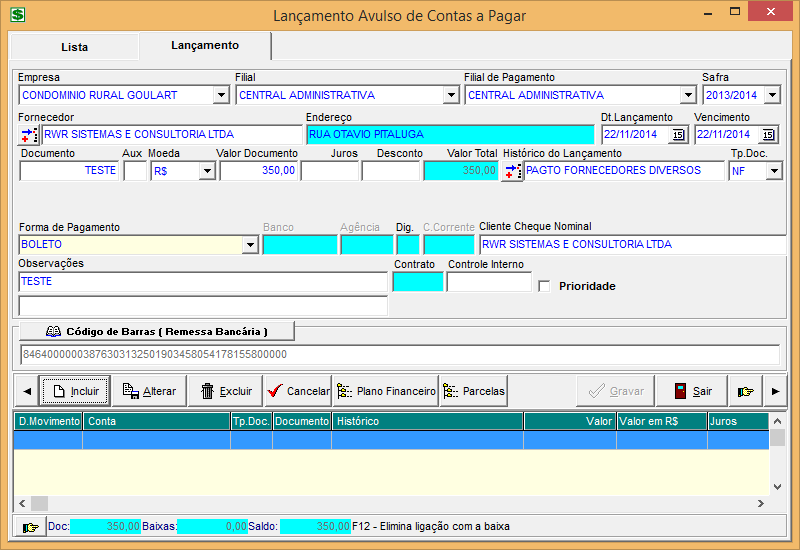 Lançamento Avulso de Contas a Pagar
Lista Lançamento
Empresa Filial Filial de Pagamento Safra
CONDOMINIO RURAL GOULART CENTRAL ADMINISTRATIVA CENTRAL ADMINISTRATIVA 2013/2014
Fornecedor Endereço Dt.Lançamento Vencimento
RWR SISTEMAS E CONSULTORIA LTDA RUA OTAVIO PITALUGA 22/11/2014 15 22/11/2014 15
Documento Aux Moeda Valor Documento Juros Desconto Valor Total Histórico do Lançamento Tp.Doc.
TESTE R$ 350,00 350,00 PAGTO FORNECEDORES DIVERSOS NF
Forma de Pagamento Banco Agência Dig. C.Corrente Cliente Cheque Nominal
BOLETO RWR SISTEMAS E CONSULTORIA LTDA
Observações Contrato Controle Interno
TESTE
Prioridade
Código de Barras ( Remessa Bancária )
84640000003876303132501903458054178155800000
Incluir Alterar Excluir Cancelar Plano Financeiro Parcelas Gravar Sair
D.Movimento Conta Tp.Doc. Documento Histórico Valor Valor em R$ Juros
Doc: 350,00 Baixas: 0,00 Saldo: 350,00 F12 - Elimina ligação com a baixa